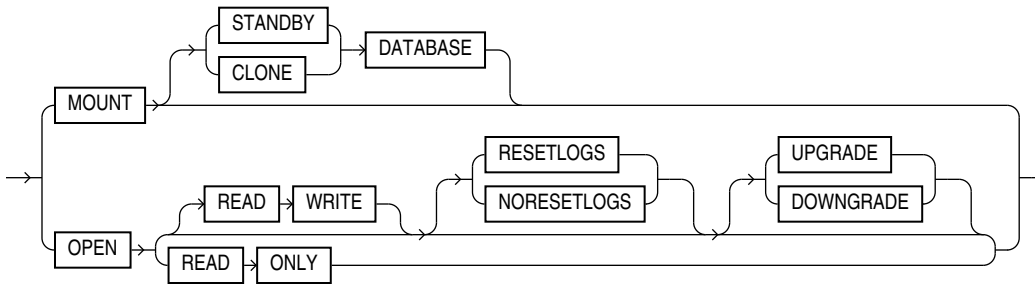 STANDBY
CLONE
DATABASE
MOUNT
RESETLOGS
NORESETLOGS
UPGRADE
DOWNGRADE
READ WRITE
OPEN
READ ONLY